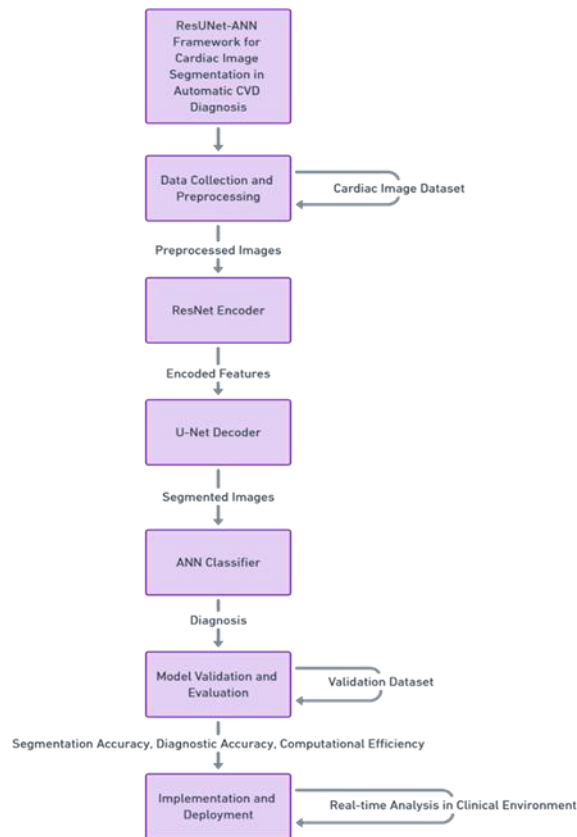 ResUNet-ANN
Framework for
Cardiac Image
Segmentation in
Automatic CVD
Diagnosis
Data Collection and
Preprocessing
Cardiac Image Dataset
Preprocessed Images
ResNet Encoder
Encoded Features
U-Net Decoder
Segmented Images
ANN Classifier
Diagnosis
Model Validation and
Evaluation
Validation Dataset
Segmentation Accuracy, Diagnostic Accuracy, Computational Efficiency
Implementation and
Deployment
Real-time Analysis in Clinical Environment